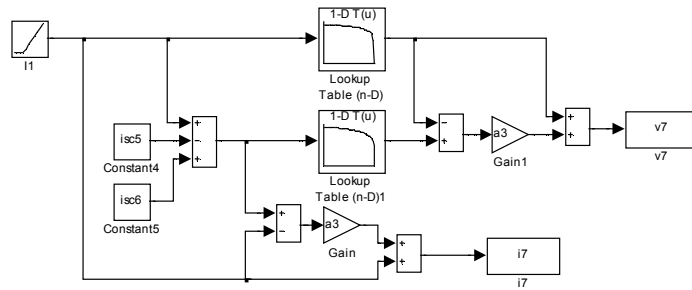 1-D T(u)
I1
Lookup
Table (n-D)
isc5
Constant4
1-D T(u)
Lookup
Table (n-D)1
a3
Gain1
v7
v7
isc6
Constant5
a3
Gain
i7
i7